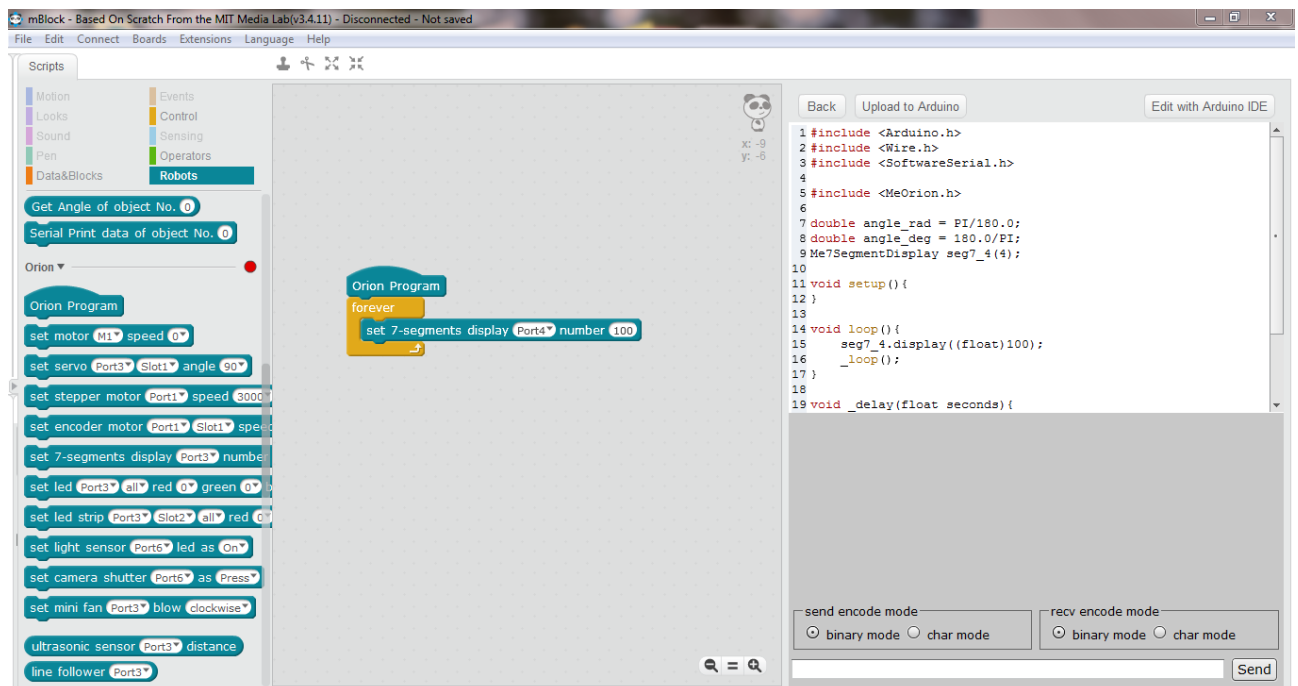 mBlock - Based On Scratch From the MIT Media Lab(v3.4.11) - Disconnected - Not saved
File Edit Connect Boards Extensions Language Help
Scripts
Motion
Events
Looks
Control
Sound
Sensing
Pen
Operators
Data&Blocks
Robots
Get Angle of object No. 0
Serial Print data of object No. 0
Orion
Orion Program
set motor M1 speed 0
set servo Port3 Slot1 angle 90
set stepper motor Port1 speed 3000
set encoder motor Port1 Slot1 spee
set 7-segments display Port3 number
set led Port3 all red 0 green 0
set led strip Port3 Slot2 all red 0
set light sensor Port6 led as On
set camera shutter Port6 as Press
set mini fan Port3 blow clockwise
ultrasonic sensor Port3 distance
line follower Port3
x: -9
y: -6
Orion Program
forever
set 7-segments display Port4 number 100
Back Upload to Arduino Edit with Arduino IDE
1 #include <Arduino.h>
2 #include <Wire.h>
3 #include <SoftwareSerial.h>
4
5 #include <MeOrion.h>
6
7 double angle_rad = PI/180.0;
8 double angle_deg = 180.0/PI;
9 Me7SegmentDisplay seg7_4(4);
10
11 void setup(){
12 }
13
14 void loop(){
15 seg7_4.display((float)100);
16 _loop();
17 }
18
19 void _delay(float seconds){
send encode mode
binary mode char mode
recv encode mode
binary mode char mode
Send